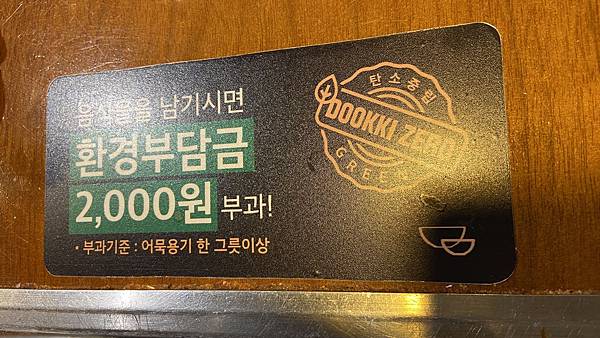 음식물을 남기시면
환경부담금
2,000원 부과!
• 부과기준 : 어묵용기 한 그릇이상
탄소중립
DOOKKI ZERO
GREEN